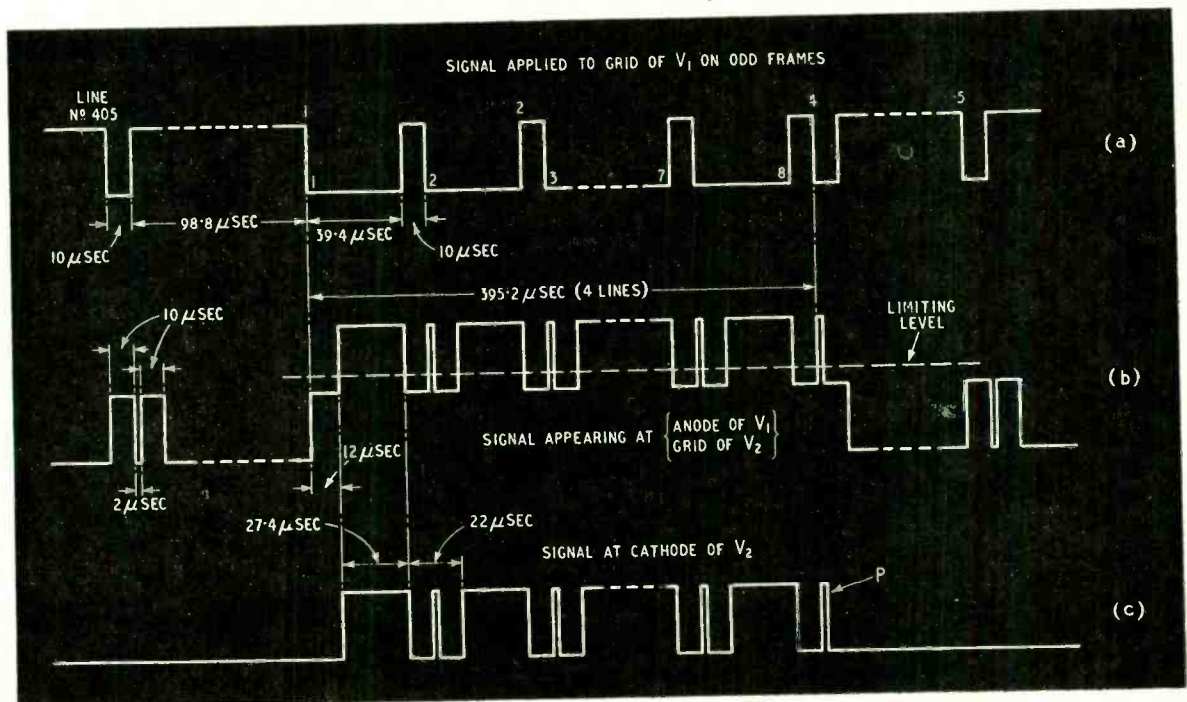 SIGNAL APPLIED TO GRID OF V₁ ON ODD FRAMES
LINE
Nº 405
1
2
4
5
(a)
1
2
3
7
8
98·8 μSEC
39·4 μSEC
10 μSEC
10 μSEC
395·2 μSEC (4 LINES)
10 μSEC
LIMITING
LEVEL
(b)
SIGNAL APPEARING AT { ANODE OF V₁
GRID OF V₂ }
12 μSEC
2 μSEC
27·4 μSEC
22 μSEC
SIGNAL AT CATHODE OF V₂
P
(c)